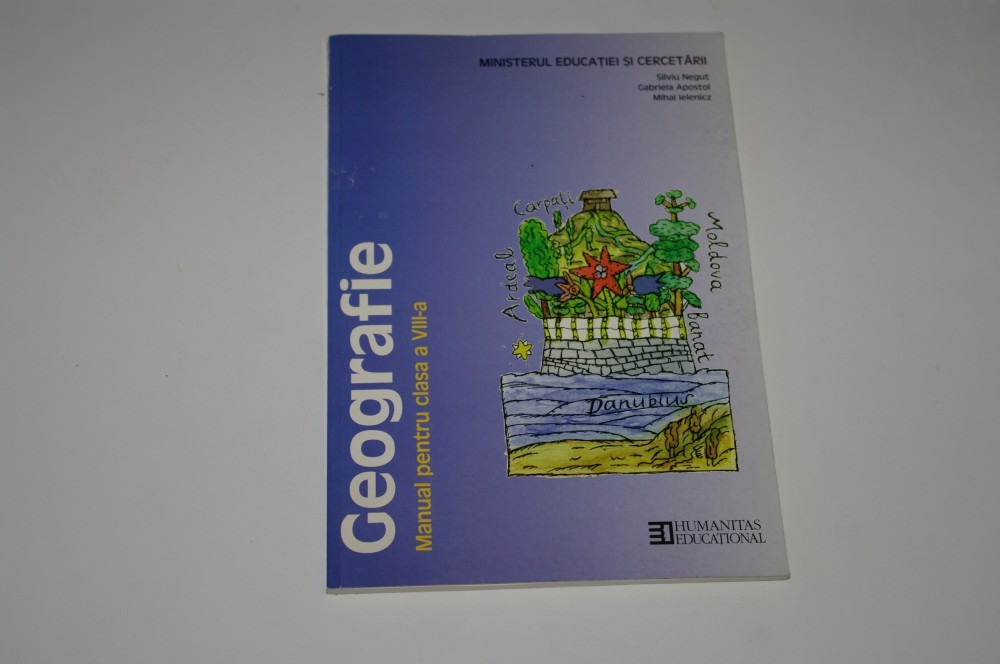 MINISTERUL EDUCAȚIEI ȘI CERCETĂRII
Silviu Neguț
Gabriela Apostol
Mihai Ielenicz
Geografie
Manual pentru clasa a VIII-a
Carpați
Ardeal
Moldova
banat
Danubius
HUMANITAS
EDUCAȚIONAL